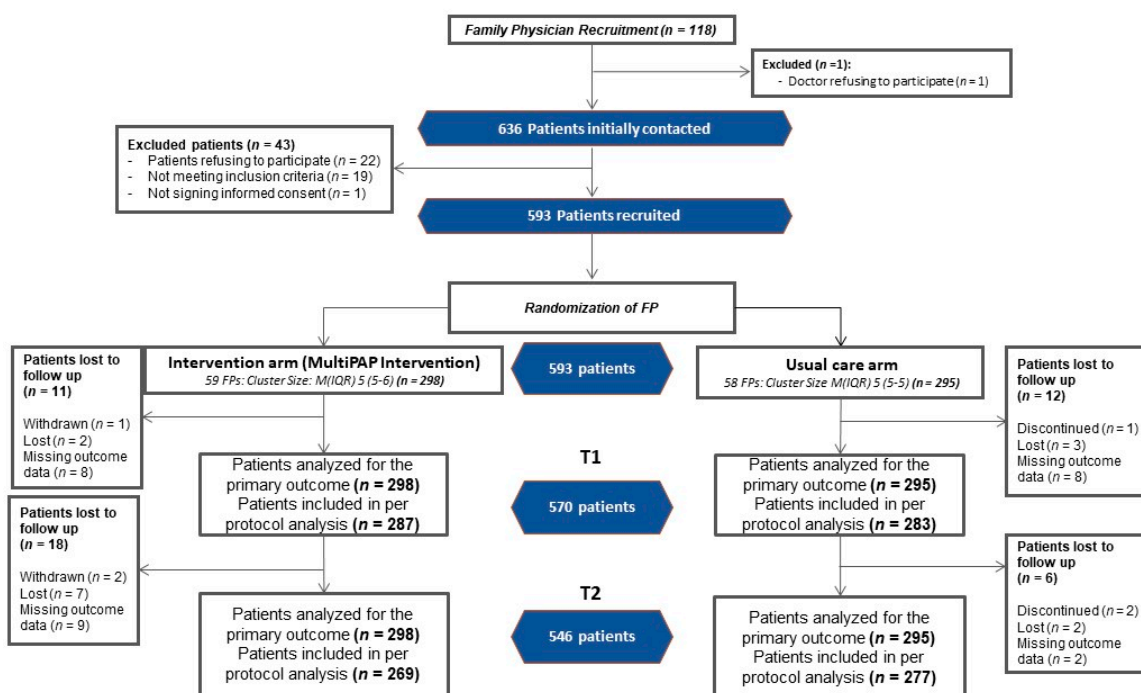 Family Physician Recruitment (n = 118)
Excluded (n =1):
- Doctor refusing to participate (n = 1)
636 Patients initially contacted
Excluded patients (n = 43)
- Patients refusing to participate (n = 22)
- Not meeting inclusion criteria (n = 19)
- Not signing informed consent (n = 1)
593 Patients recruited
Randomization of FP
Patients lost to
follow up
(n = 11)
Withdrawn (n = 1)
Lost (n = 2)
Missing outcome
data (n = 8)
Intervention arm (MultiPAP Intervention)
59 FPs: Cluster Size: M(IQR) 5 (5-6) (n = 298)
593 patients
Usual care arm
58 FPs: Cluster Size M(IQR) 5 (5-5) (n = 295)
Patients lost to
follow up
(n = 12)
Discontinued (n = 1)
Lost (n = 3)
Missing outcome
data (n = 8)
Patients analyzed for the
primary outcome (n = 298)
Patients included in per
protocol analysis (n = 287)
T1
570 patients
Patients analyzed for the
primary outcome (n = 295)
Patients included in per
protocol analysis (n = 283)
Patients lost to
follow up
(n = 18)
Withdrawn (n = 2)
Lost (n = 7)
Missing outcome
data (n = 9)
Patients lost to
follow up
(n = 6)
Discontinued (n = 2)
Lost (n = 2)
Missing outcome
data (n = 2)
Patients analyzed for the
primary outcome (n = 298)
Patients included in per
protocol analysis (n = 269)
T2
546 patients
Patients analyzed for the
primary outcome (n = 295)
Patients included in per
protocol analysis (n = 277)